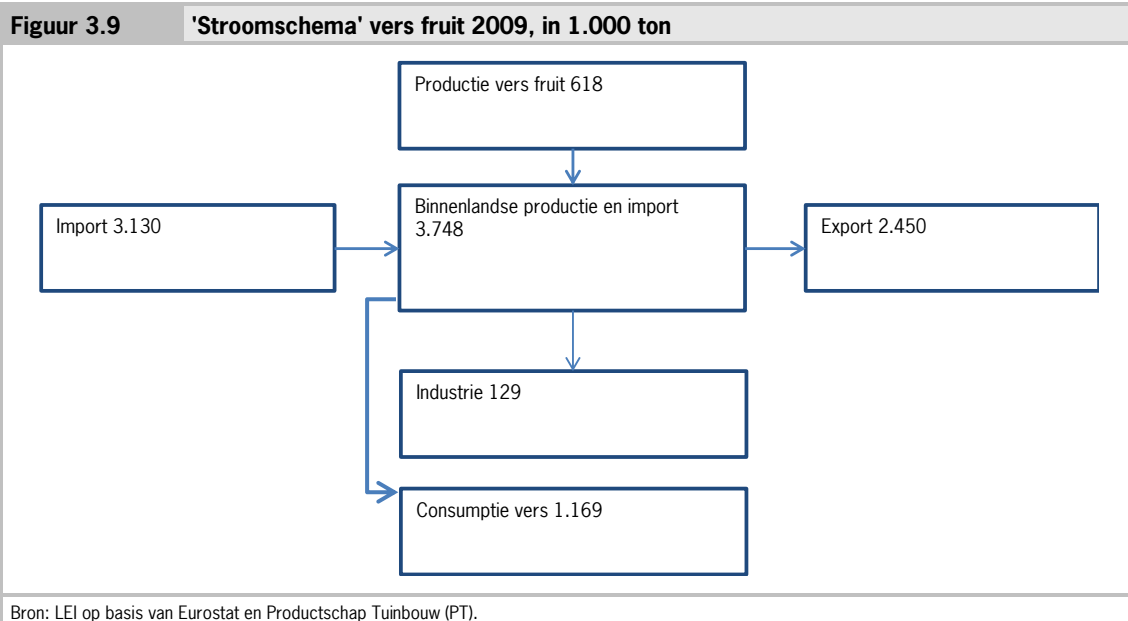 Figuur 3.9 'Stroomschema' vers fruit 2009, in 1.000 ton
Productie vers fruit 618
Import 3.130
Binnenlandse productie en import
3.748
Export 2.450
Industrie 129
Consumptie vers 1.169
Bron: LEI op basis van Eurostat en Productschap Tuinbouw (PT).